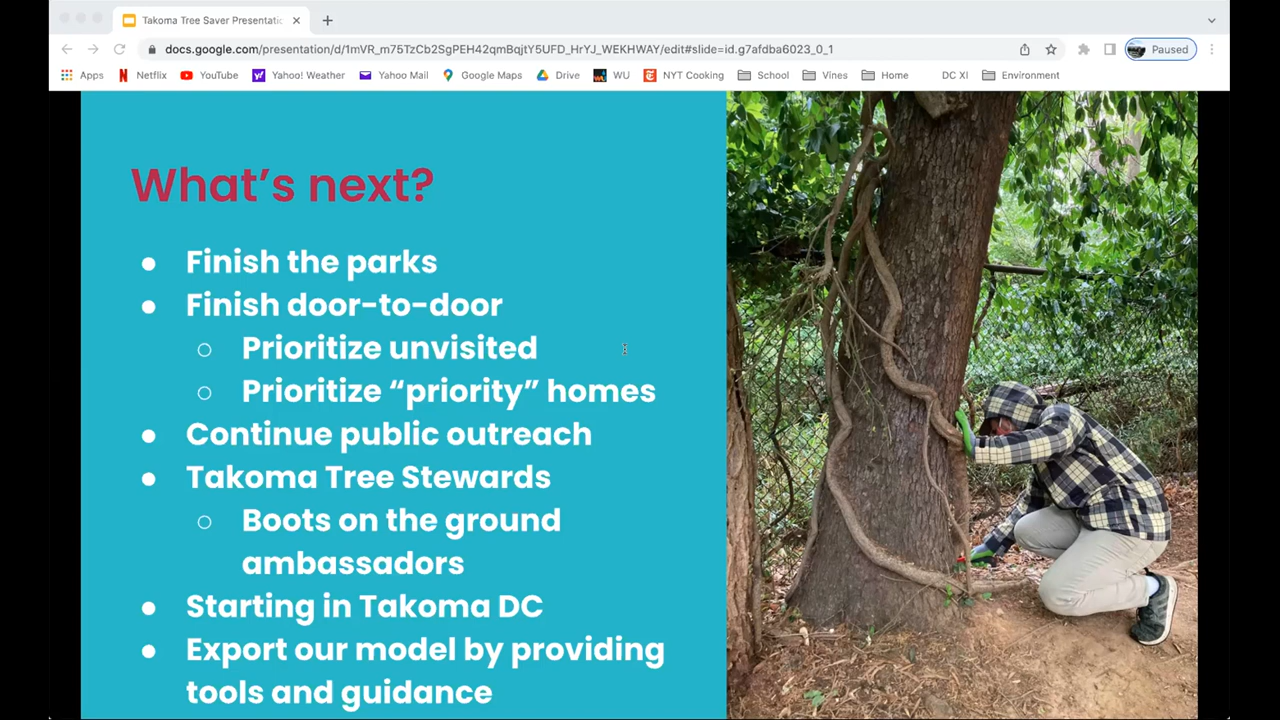 Takoma Tree Saver Presentatic
docs.google.com/presentation/d/1mVR_m75TzCb2SgPEH42qmBqjtY5UFD_HrYJ_WEKHWAY/edit#slide=id.g7afdba6023_0_1
Paused
Apps Netflix YouTube Yahoo! Weather Yahoo Mail Google Maps Drive WU NYT Cooking School Vines Home DC XI Environment
What's next?
● Finish the parks
● Finish door-to-door
○ Prioritize unvisited
○ Prioritize “priority” homes
● Continue public outreach
● Takoma Tree Stewards
○ Boots on the ground
ambassadors
● Starting in Takoma DC
● Export our model by providing
tools and guidance